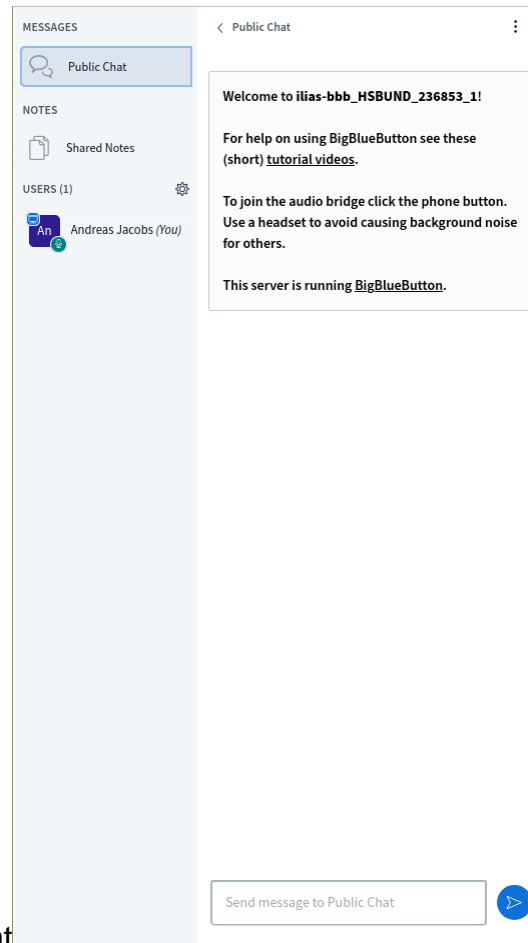 MESSAGES
Public Chat
NOTES
Shared Notes
USERS (1)
An
Andreas Jacobs (You)
Public Chat
Welcome to ilias-bbb_HSBUND_236853_1!
For help on using BigBlueButton see these
(short) tutorial videos.
To join the audio bridge click the phone button.
Use a headset to avoid causing background noise
for others.
This server is running BigBlueButton.
Send message to Public Chat